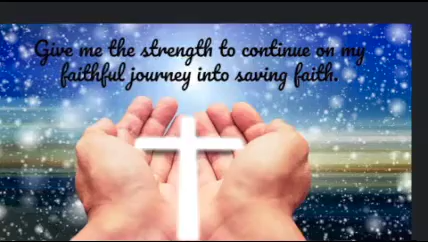 Give me the strength to continue on my
faithful journey into saving faith.